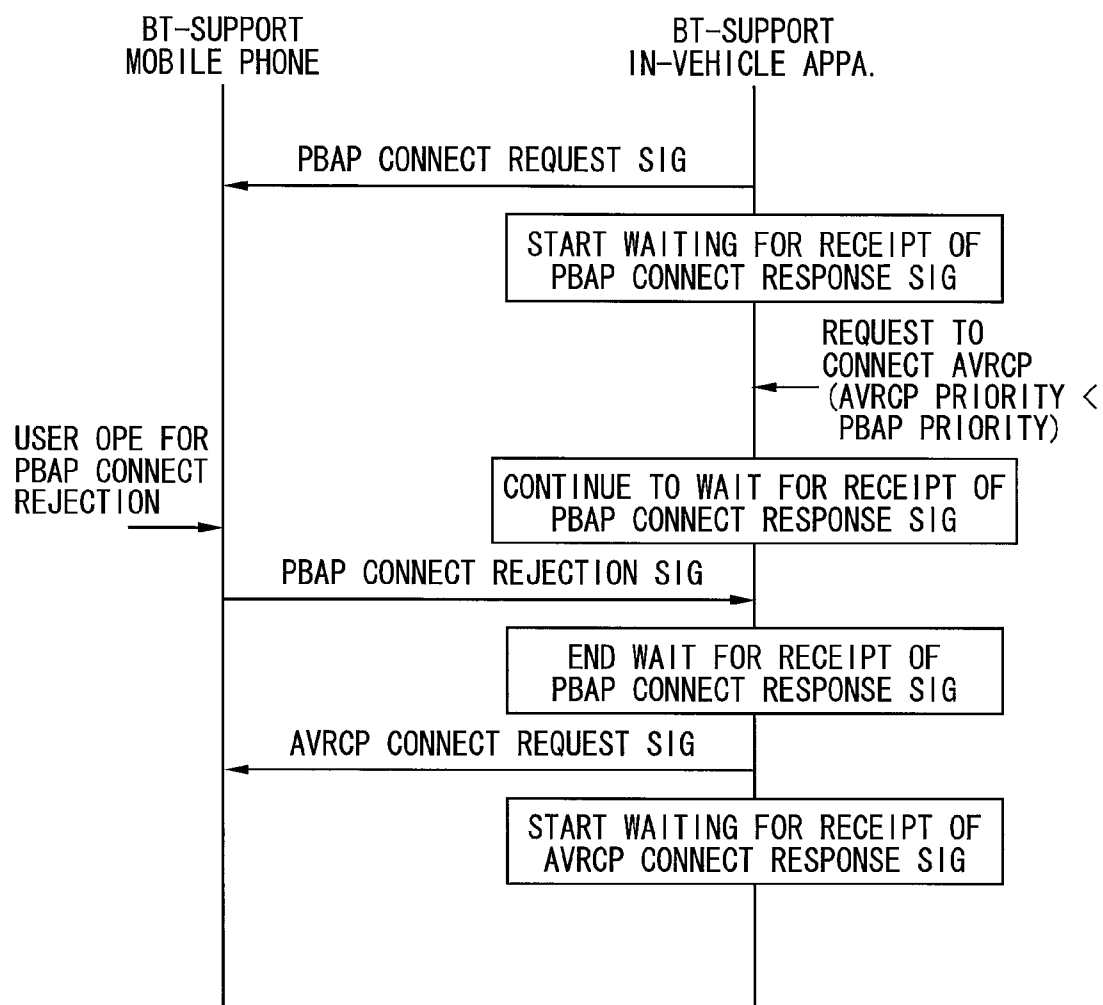 BT-SUPPORT
MOBILE PHONE
BT-SUPPORT
IN-VEHICLE APPA.
PBAP CONNECT REQUEST SIG
START WAITING FOR RECEIPT OF
PBAP CONNECT RESPONSE SIG
REQUEST TO
CONNECT AVRCP
(AVRCP PRIORITY <
PBAP PRIORITY)
USER OPE FOR
PBAP CONNECT
REJECTION
CONTINUE TO WAIT FOR RECEIPT OF
PBAP CONNECT RESPONSE SIG
PBAP CONNECT REJECTION SIG
END WAIT FOR RECEIPT OF
PBAP CONNECT RESPONSE SIG
AVRCP CONNECT REQUEST SIG
START WAITING FOR RECEIPT OF
AVRCP CONNECT RESPONSE SIG